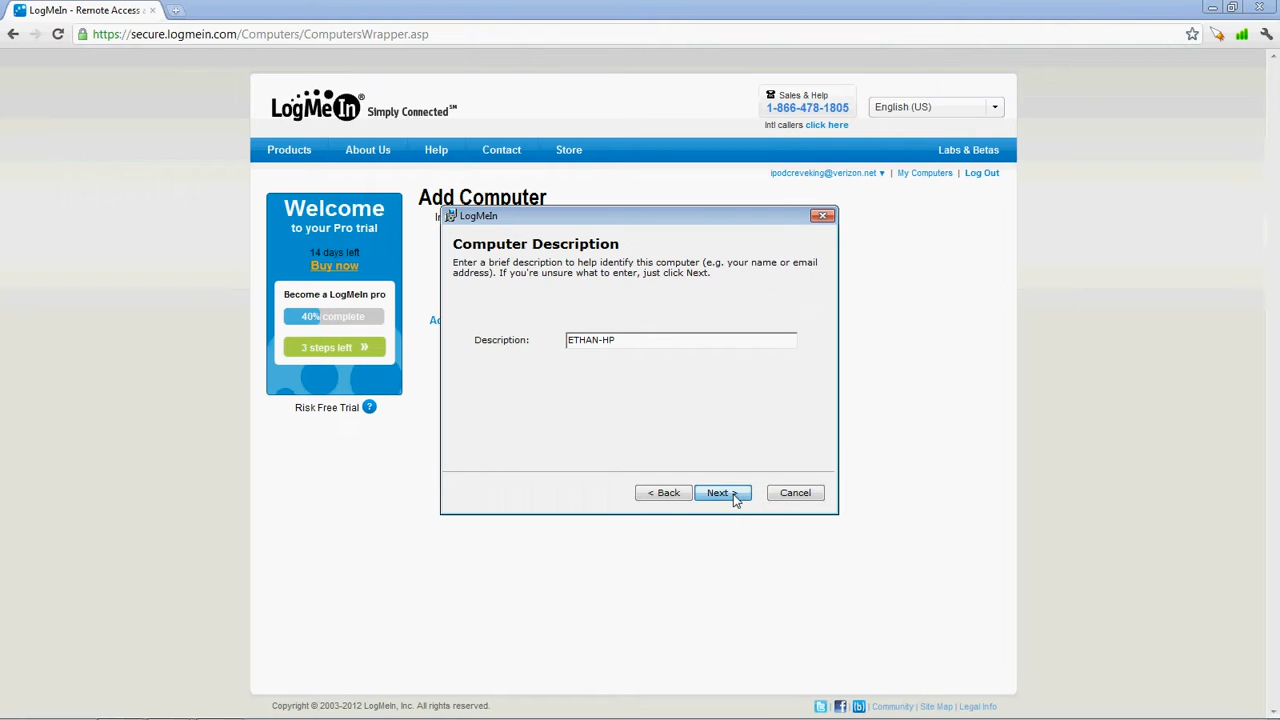 LogMeIn - Remote Access a
https://secure.logmein.com/Computers/ComputersWrapper.asp
LogMeIn® Simply Connected℠
Sales & Help
1-866-478-1805
Intl callers click here
English (US)
Products About Us Help Contact Store Labs & Betas
ipodcreveking@verizon.net ▾ | My Computers | Log Out
Welcome
to your Pro trial
14 days left
Buy now
Become a LogMeIn pro
40% complete
3 steps left »
Risk Free Trial ?
Add Computer
LogMeIn
Computer Description
Enter a brief description to help identify this computer (e.g. your name or email
address). If you're unsure what to enter, just click Next.
Description: ETHAN-HP
< Back Next > Cancel
Copyright © 2003-2012 LogMeIn, Inc. All rights reserved.
Community | Site Map | Legal Info